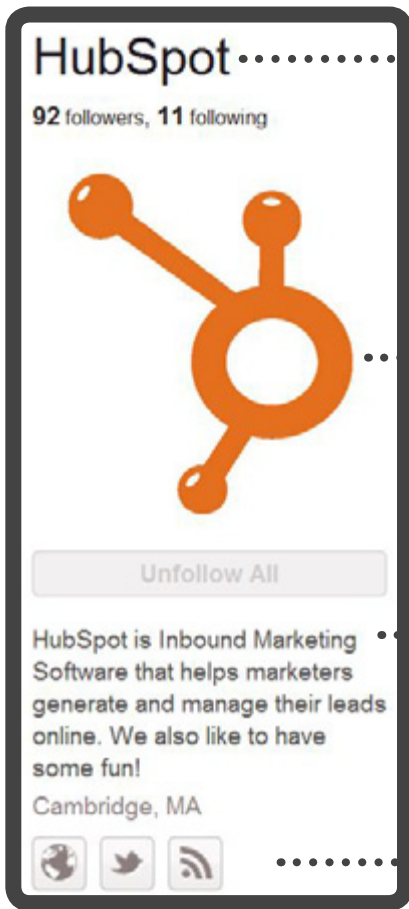 HubSpot
92 followers, 11 following
Unfollow All
HubSpot is Inbound Marketing
Software that helps marketers
generate and manage their leads
online. We also like to have
some fun!
Cambridge, MA